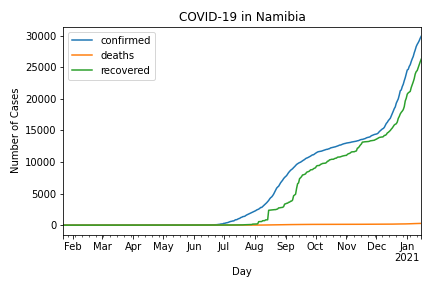 COVID-19 in Namibia
confirmed
deaths
recovered
Number of Cases
30000
25000
20000
15000
10000
5000
0
Feb Mar Apr May Jun Jul Aug Sep Oct Nov Dec Jan
2021
Day